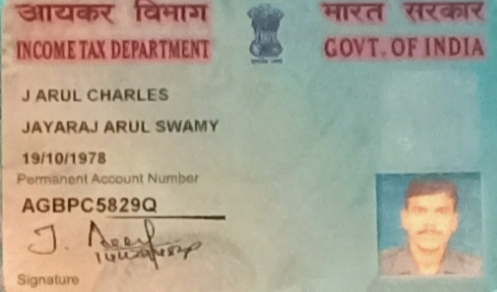 आयकर विभाग
भारत सरकार
INCOME TAX DEPARTMENT
GOVT. OF INDIA
J ARUL CHARLES
JAYARAJ ARUL SWAMY
19/10/1978
Permanent Account Number
AGBPC5829Q
J.
Signature